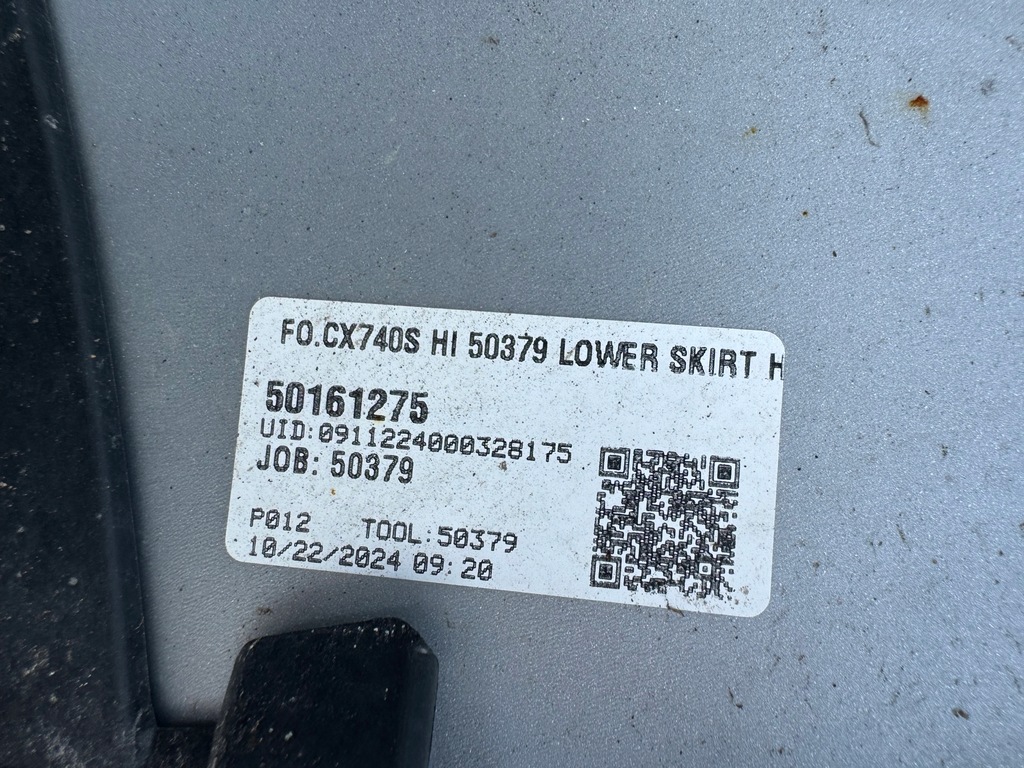 FO.CX740S HI 50379 LOWER SKIRT H
50161275
UID:0911224000328175
JOB: 50379
P012 TOOL:50379
10/22/2024 09:20